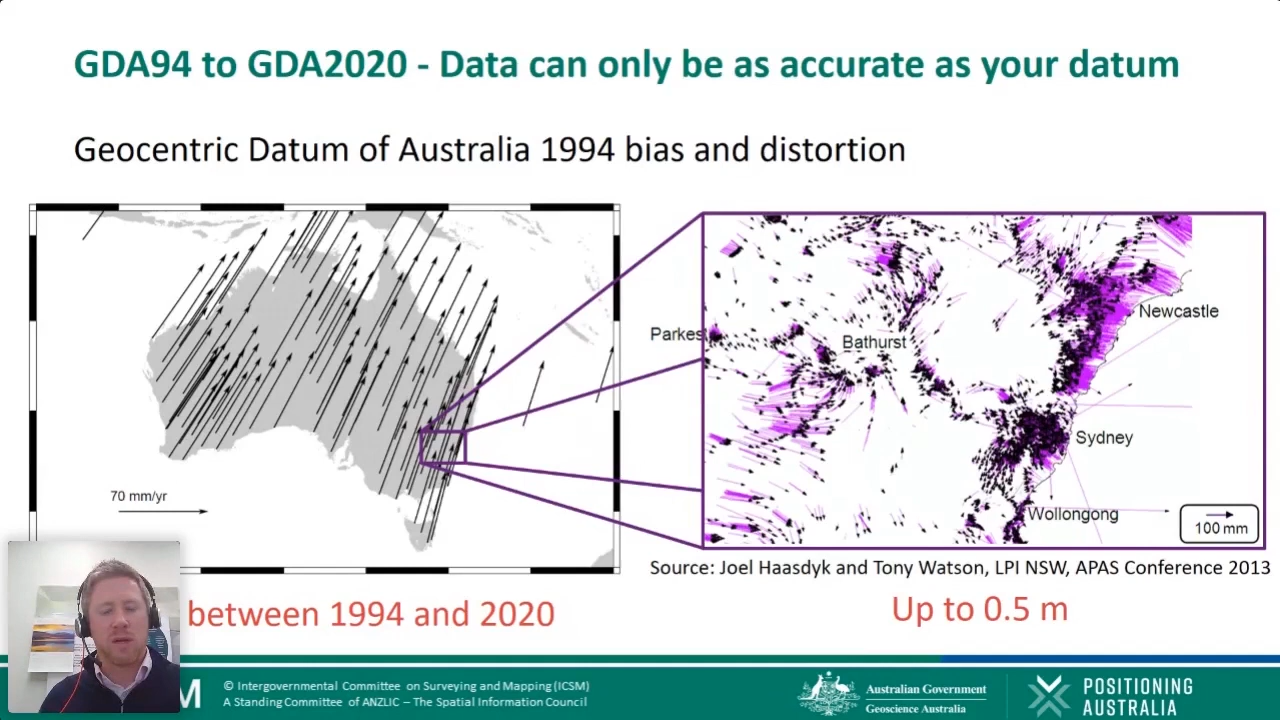 GDA94 to GDA2020 - Data can only be as accurate as your datum
Geocentric Datum of Australia 1994 bias and distortion
70 mm/yr
Parkes
Bathurst
Newcastle
Sydney
Wollongong
100 mm
Source: Joel Haasdyk and Tony Watson, LPI NSW, APAS Conference 2013
between 1994 and 2020
Up to 0.5 m
M
© Intergovernmental Committee on Surveying and Mapping (ICSM)
A Standing Committee of ANZLIC – The Spatial Information Council
Australian Government
Geoscience Australia
POSITIONING
AUSTRALIA